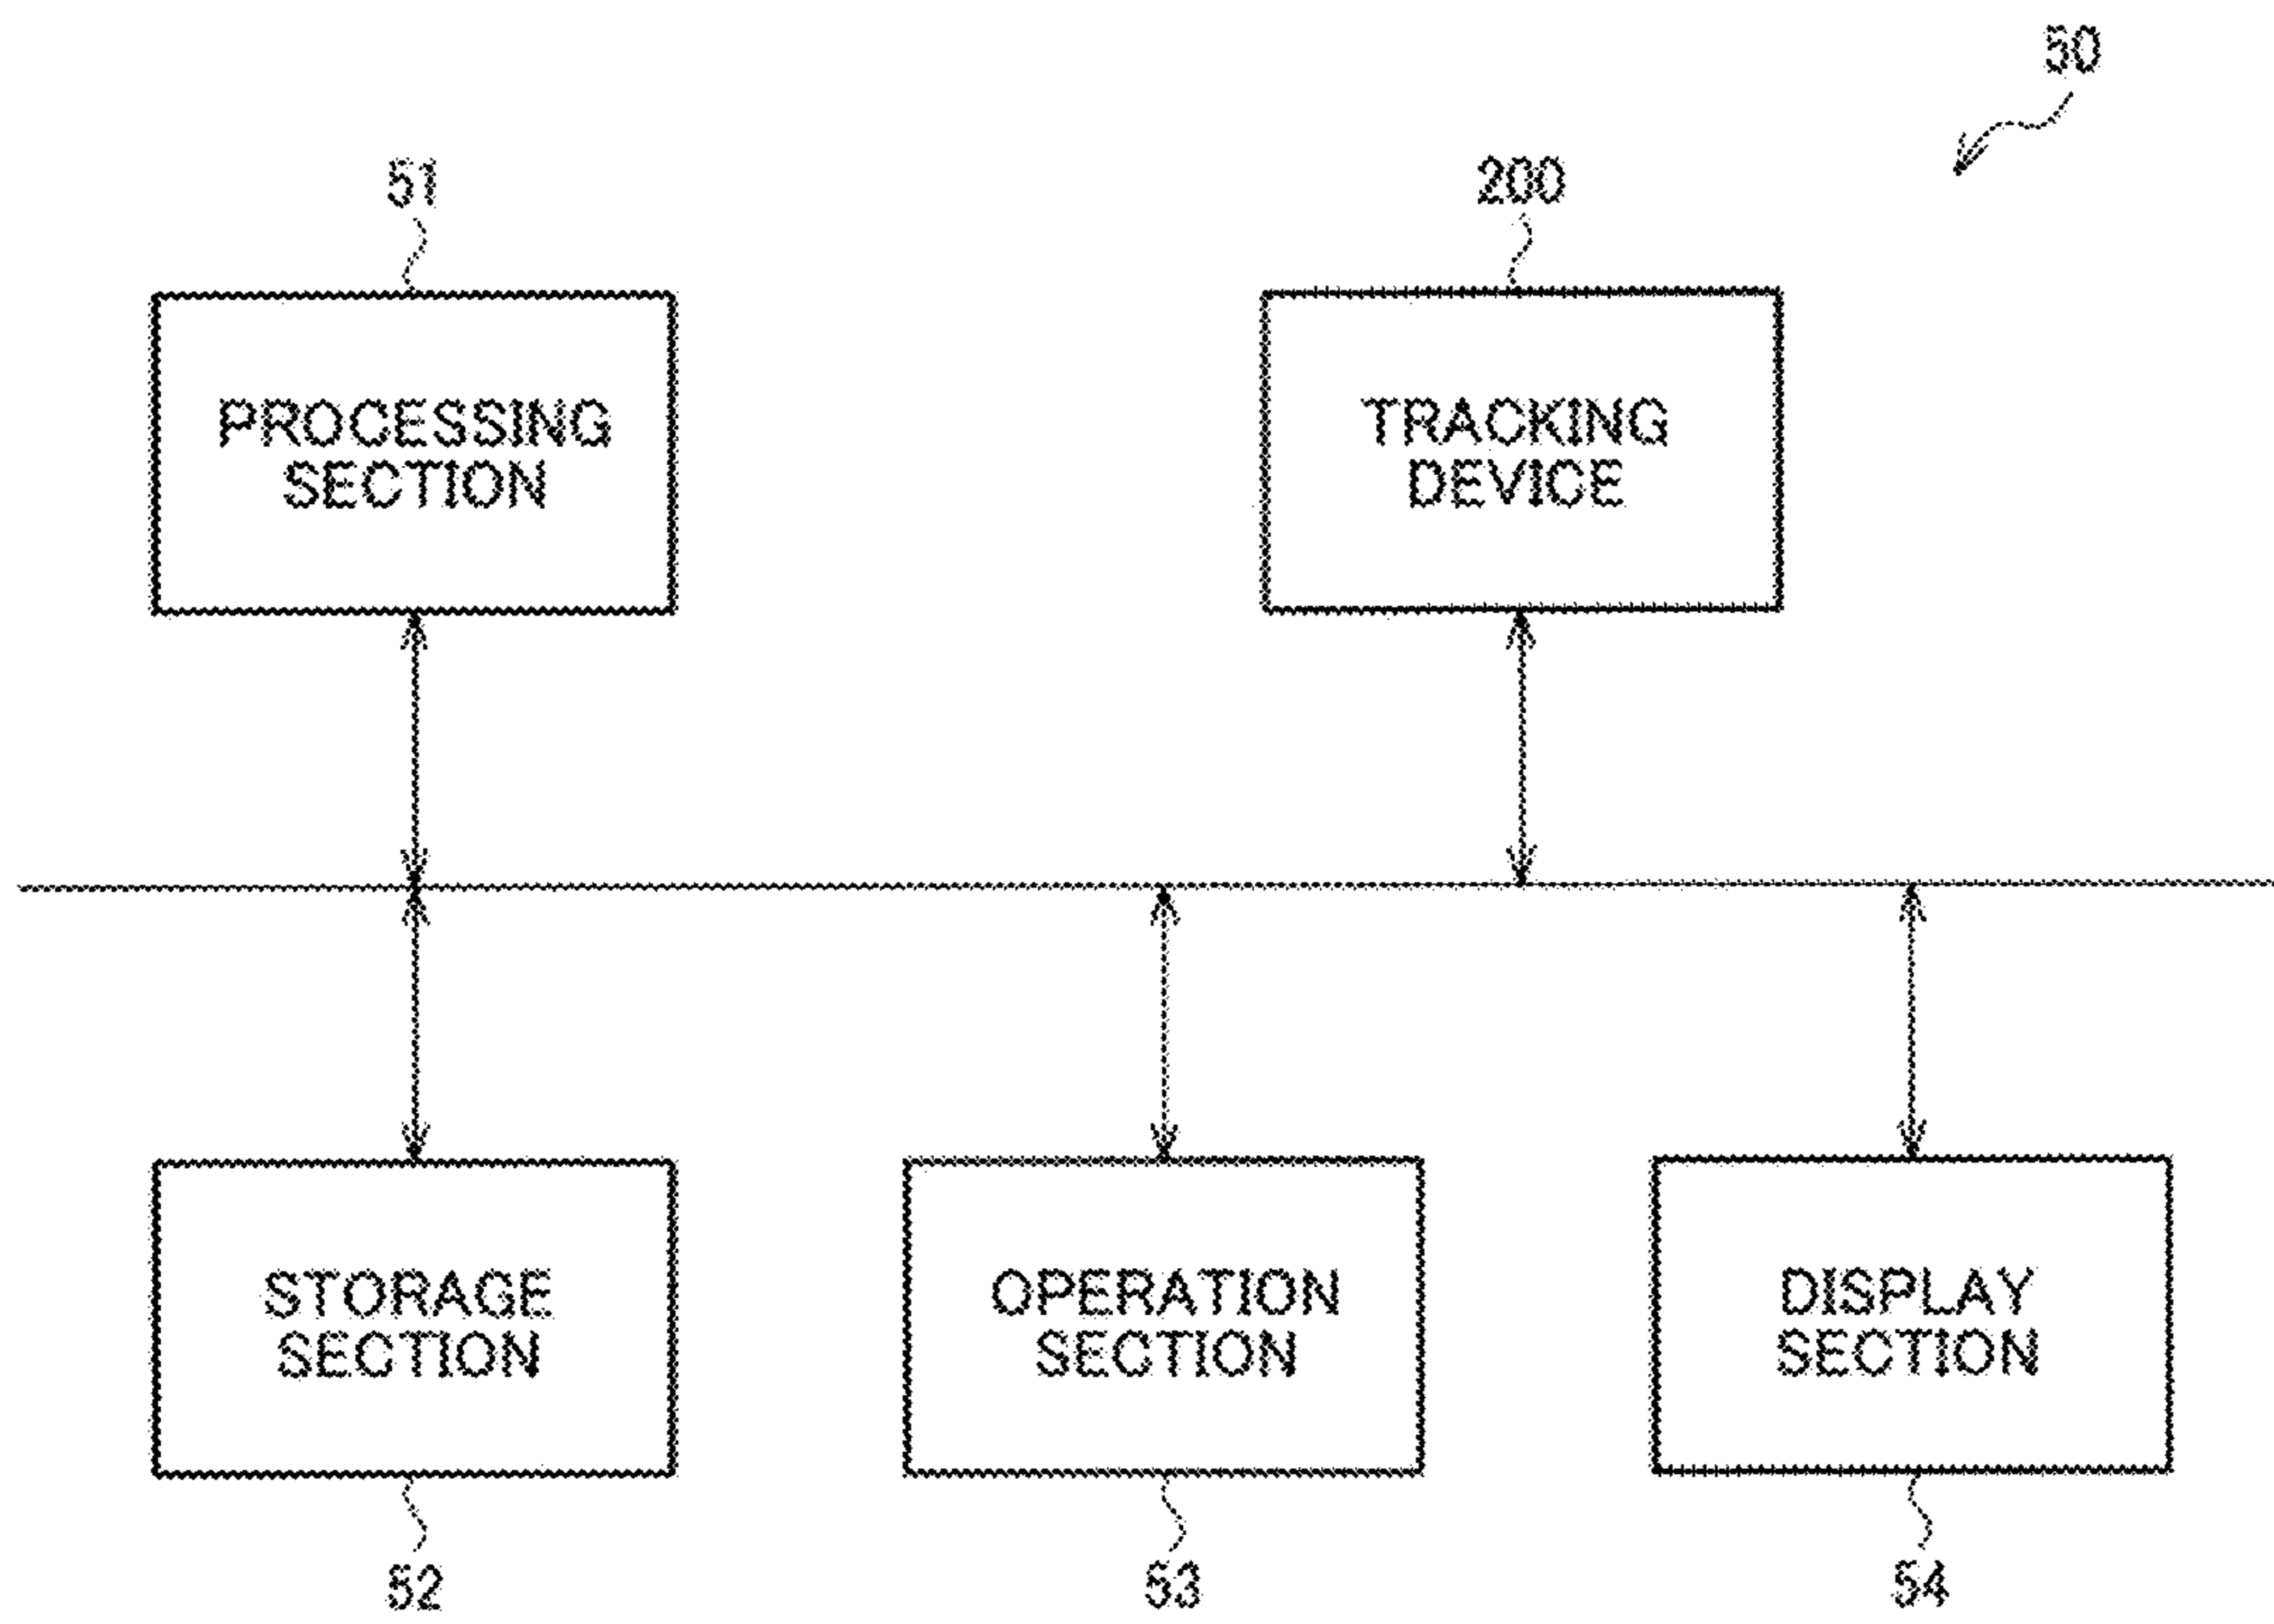 50
51
200
PROCESSING
SECTION
TRACKING
DEVICE
STORAGE
SECTION
OPERATION
SECTION
DISPLAY
SECTION
52
53
54